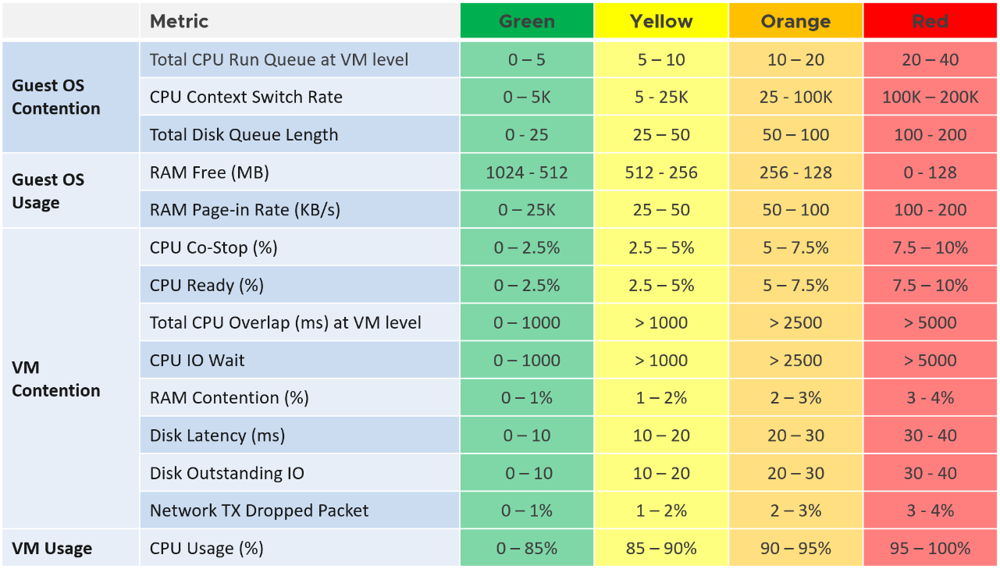 Metric Green Yellow Orange Red
Guest OS
Contention
Total CPU Run Queue at VM level 0 – 5 5 – 10 10 – 20 20 – 40
CPU Context Switch Rate 0 – 5K 5 - 25K 25 - 100K 100K – 200K
Total Disk Queue Length 0 - 25 25 – 50 50 – 100 100 - 200
Guest OS
Usage
RAM Free (MB) 1024 - 512 512 - 256 256 - 128 0 - 128
RAM Page-in Rate (KB/s) 0 – 25K 25 – 50 50 – 100 100 - 200
VM
Contention
CPU Co-Stop (%) 0 – 2.5% 2.5 – 5% 5 – 7.5% 7.5 – 10%
CPU Ready (%) 0 – 2.5% 2.5 – 5% 5 – 7.5% 7.5 – 10%
Total CPU Overlap (ms) at VM level 0 – 1000 > 1000 > 2500 > 5000
CPU IO Wait 0 – 1000 > 1000 > 2500 > 5000
RAM Contention (%) 0 – 1% 1 – 2% 2 – 3% 3 - 4%
Disk Latency (ms) 0 – 10 10 – 20 20 – 30 30 - 40
Disk Outstanding IO 0 – 10 10 – 20 20 – 30 30 - 40
Network TX Dropped Packet 0 – 1% 1 – 2% 2 – 3% 3 - 4%
VM Usage CPU Usage (%) 0 – 85% 85 – 90% 90 – 95% 95 – 100%